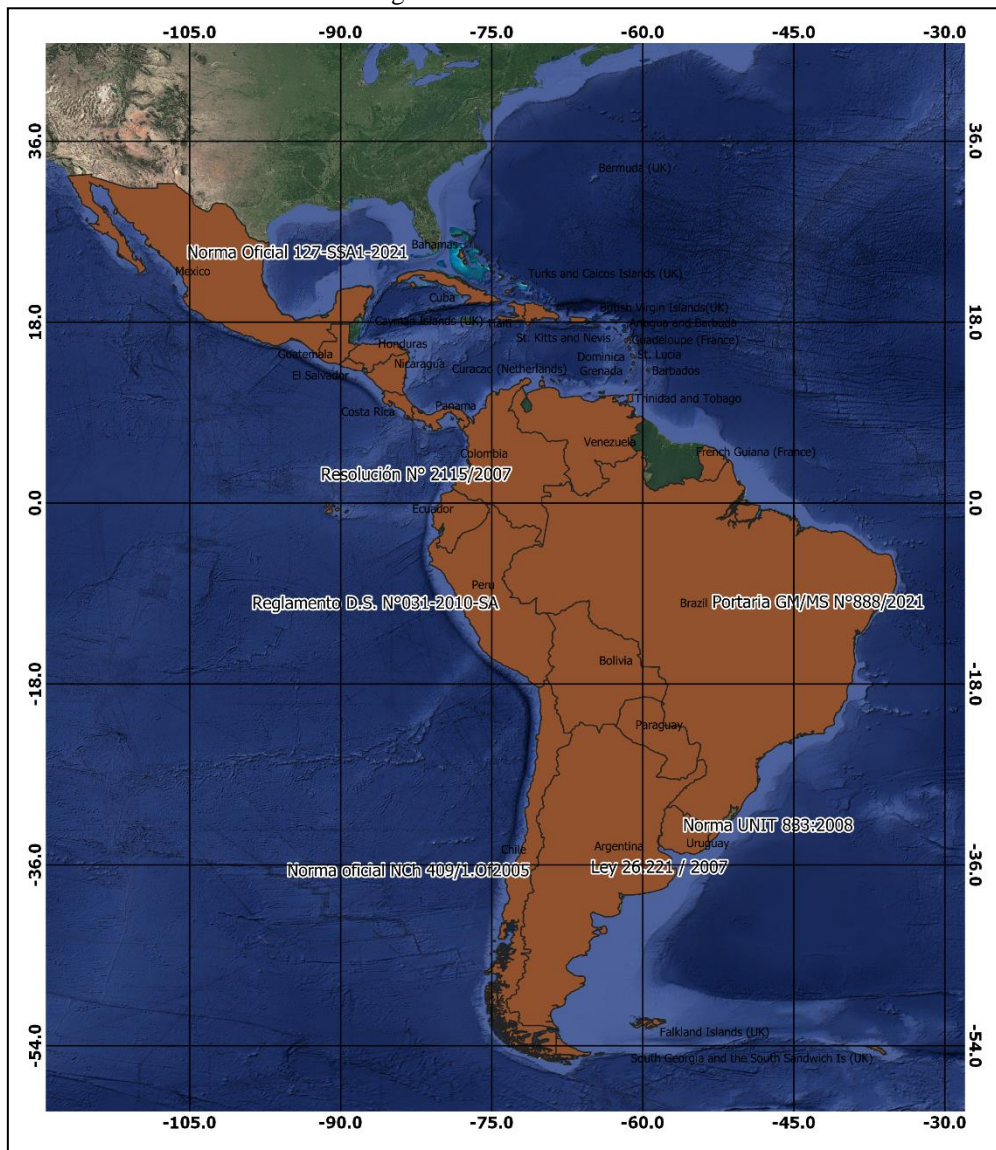 -105.0 -90.0 -75.0 -60.0 -45.0 -30.0
36.0 36.0
Bermuda (UK)
Bahamas
Norma Oficial 127-SSA1-2021
Mexico
Turks and Caicos Islands (UK)
Cuba
British Virgin Islands(UK)
18.0 18.0
Cayman Islands (UK)
Haiti
Antigua and Barbuda
St. Kitts and Nevis
Guadeloupe (France)
Honduras
Guatemala
Dominica
St. Lucia
Nicaragua
El Salvador
Curacao (Netherlands)
Grenada
Barbados
Trinidad and Tobago
Costa Rica
Panama
Venezuela
Colombia
French Guiana (France)
Resolución N° 2115/2007
0.0 0.0
Ecuador
Peru
Reglamento D.S. N°031-2010-SA
Brazil
Portaria GM/MS N°888/2021
Bolivia
-18.0 -18.0
Paraguay
Norma UNIT 833:2008
Uruguay
Chile
Argentina
-36.0 -36.0
Norma oficial NCh 409/1.Of2005
Ley 26.221 / 2007
Falkland Islands (UK)
-54.0 -54.0
South Georgia and the South Sandwich Is (UK)
-105.0 -90.0 -75.0 -60.0 -45.0 -30.0